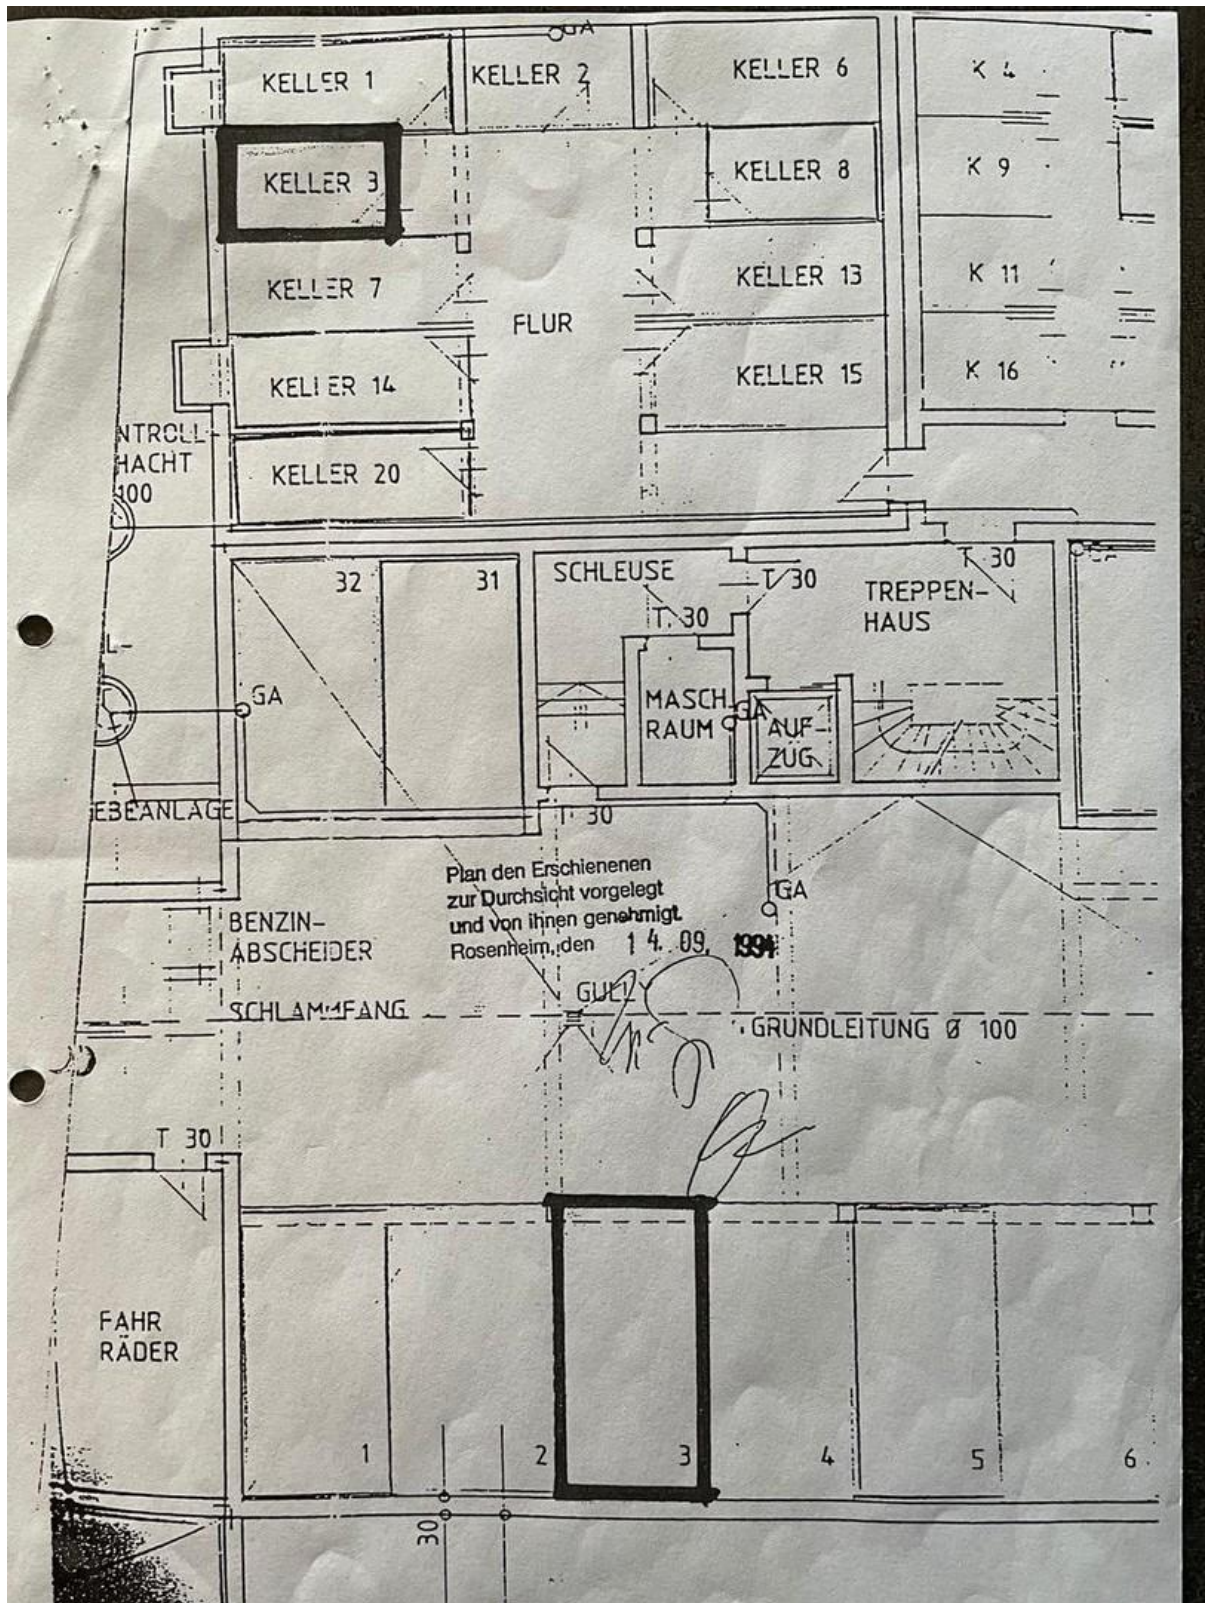 GA
KELLER 1
KELLER 2
KELLER 6
K 4
KELLER 3
KELLER 8
K 9
KELLER 7
FLUR
KELLER 13
K 11
KELLER 14
KELLER 15
K 16
NTROLL-
HACHT
100
KELLER 20
32
31
SCHLEUSE
T 30
T 30
T. 30
TREPPEN-
HAUS
L-
GA
MASCH
RAUM
GA
AUF-
ZUG
EBEANLAGE
T. 30
Plan den Erschienenen
zur Durchsicht vorgelegt
und von ihnen genehmigt.
Rosenheim, den 14. 09. 1994
GA
BENZIN-
ABSCHEIDER
SCHLAMMFANG
GULLY
GRUNDLEITUNG Ø 100
T 30
FAHR
RÄDER
1
2
3
4
5
6
30